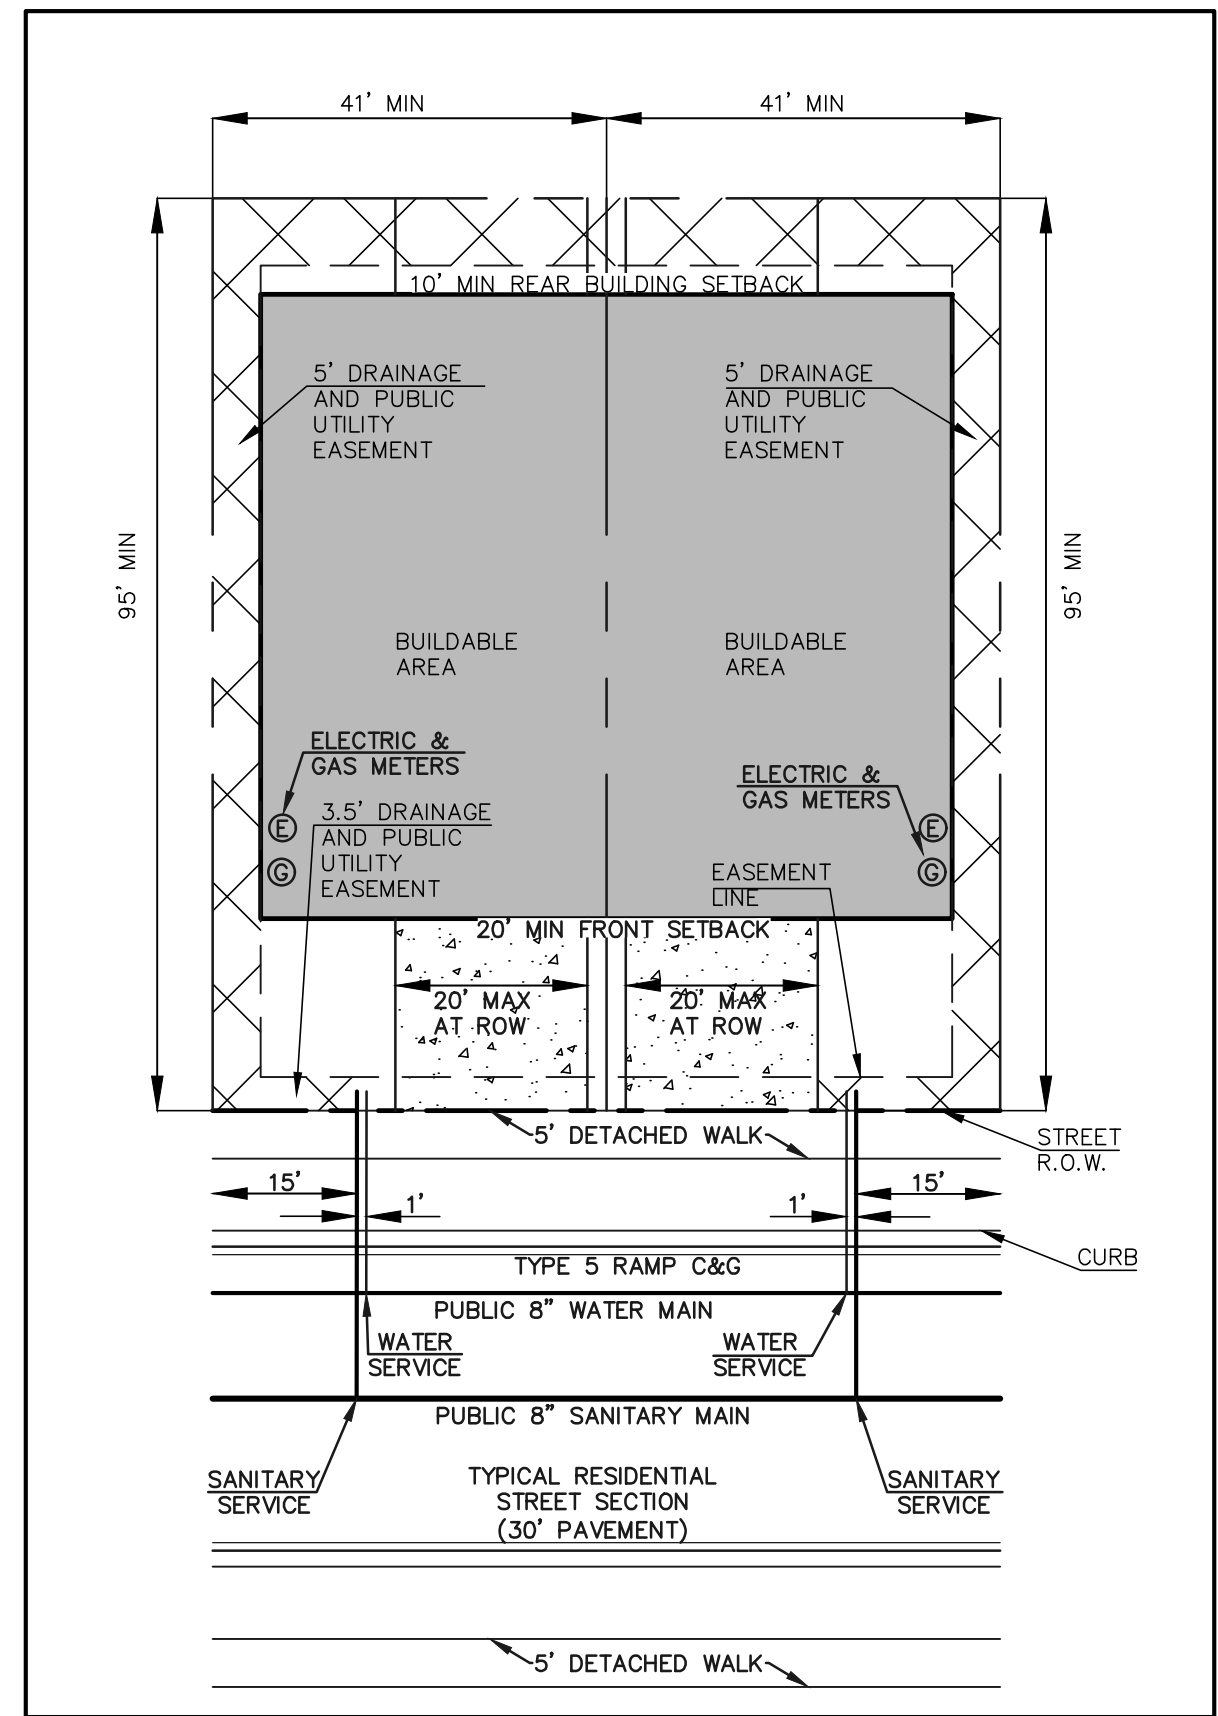 41' MIN
41' MIN
10' MIN REAR BUILDING SETBACK
5' DRAINAGE
AND PUBLIC
UTILITY
EASEMENT
5' DRAINAGE
AND PUBLIC
UTILITY
EASEMENT
95' MIN
95' MIN
BUILDABLE
AREA
BUILDABLE
AREA
ELECTRIC &
GAS METERS
ELECTRIC &
GAS METERS
E
G
E
G
3.5' DRAINAGE
AND PUBLIC
UTILITY
EASEMENT
EASEMENT
LINE
20' MIN FRONT SETBACK
20' MAX
AT ROW
20' MAX
AT ROW
5' DETACHED WALK
STREET
R.O.W.
15'
15'
1'
1'
CURB
TYPE 5 RAMP C&G
PUBLIC 8" WATER MAIN
WATER
SERVICE
WATER
SERVICE
PUBLIC 8" SANITARY MAIN
SANITARY
SERVICE
TYPICAL RESIDENTIAL
STREET SECTION
(30' PAVEMENT)
SANITARY
SERVICE
5' DETACHED WALK